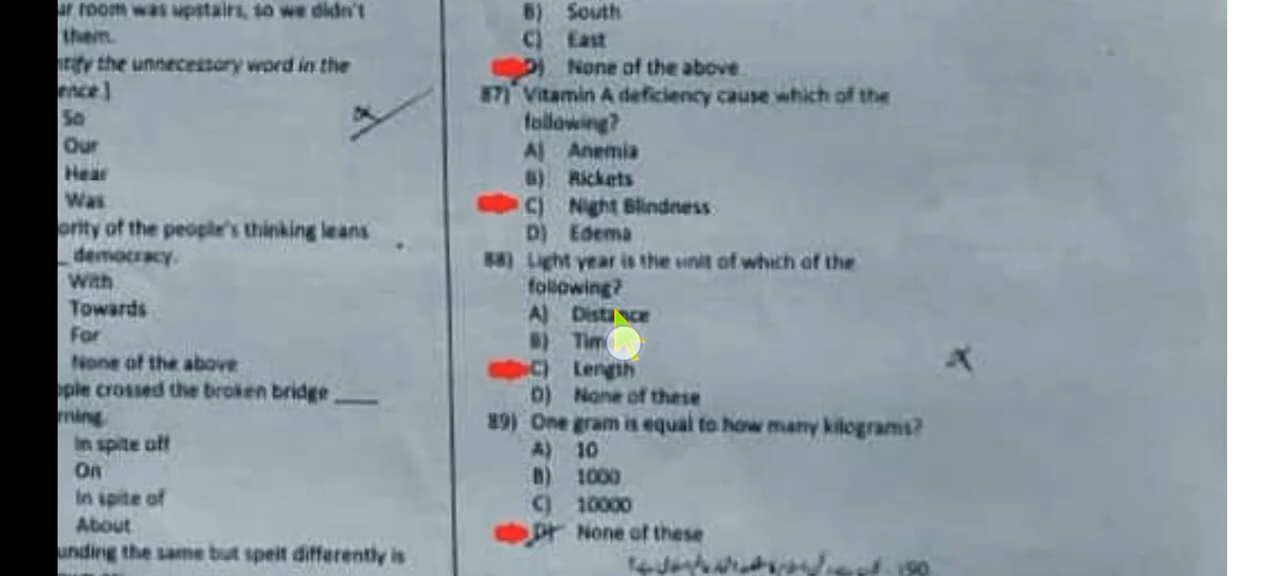 ur room was upstairs, so we didn't
them.
tify the unnecessary word in the
ence.]
So
Our
Hear
Was
ority of the people's thinking leans
_ democracy.
With
Towards
For
None of the above
ople crossed the broken bridge ____
rning.
In spite off
On
In spite of
About
unding the same but spelt differently is
B) South
C) East
D) None of the above
87) Vitamin A deficiency cause which of the
following?
A) Anemia
B) Rickets
C) Night Blindness
D) Edema
88) Light year is the unit of which of the
following?
A) Distance
B) Tim
C) Length
D) None of these
89) One gram is equal to how many kilograms?
A) 10
B) 1000
C) 10000
D) None of these
90